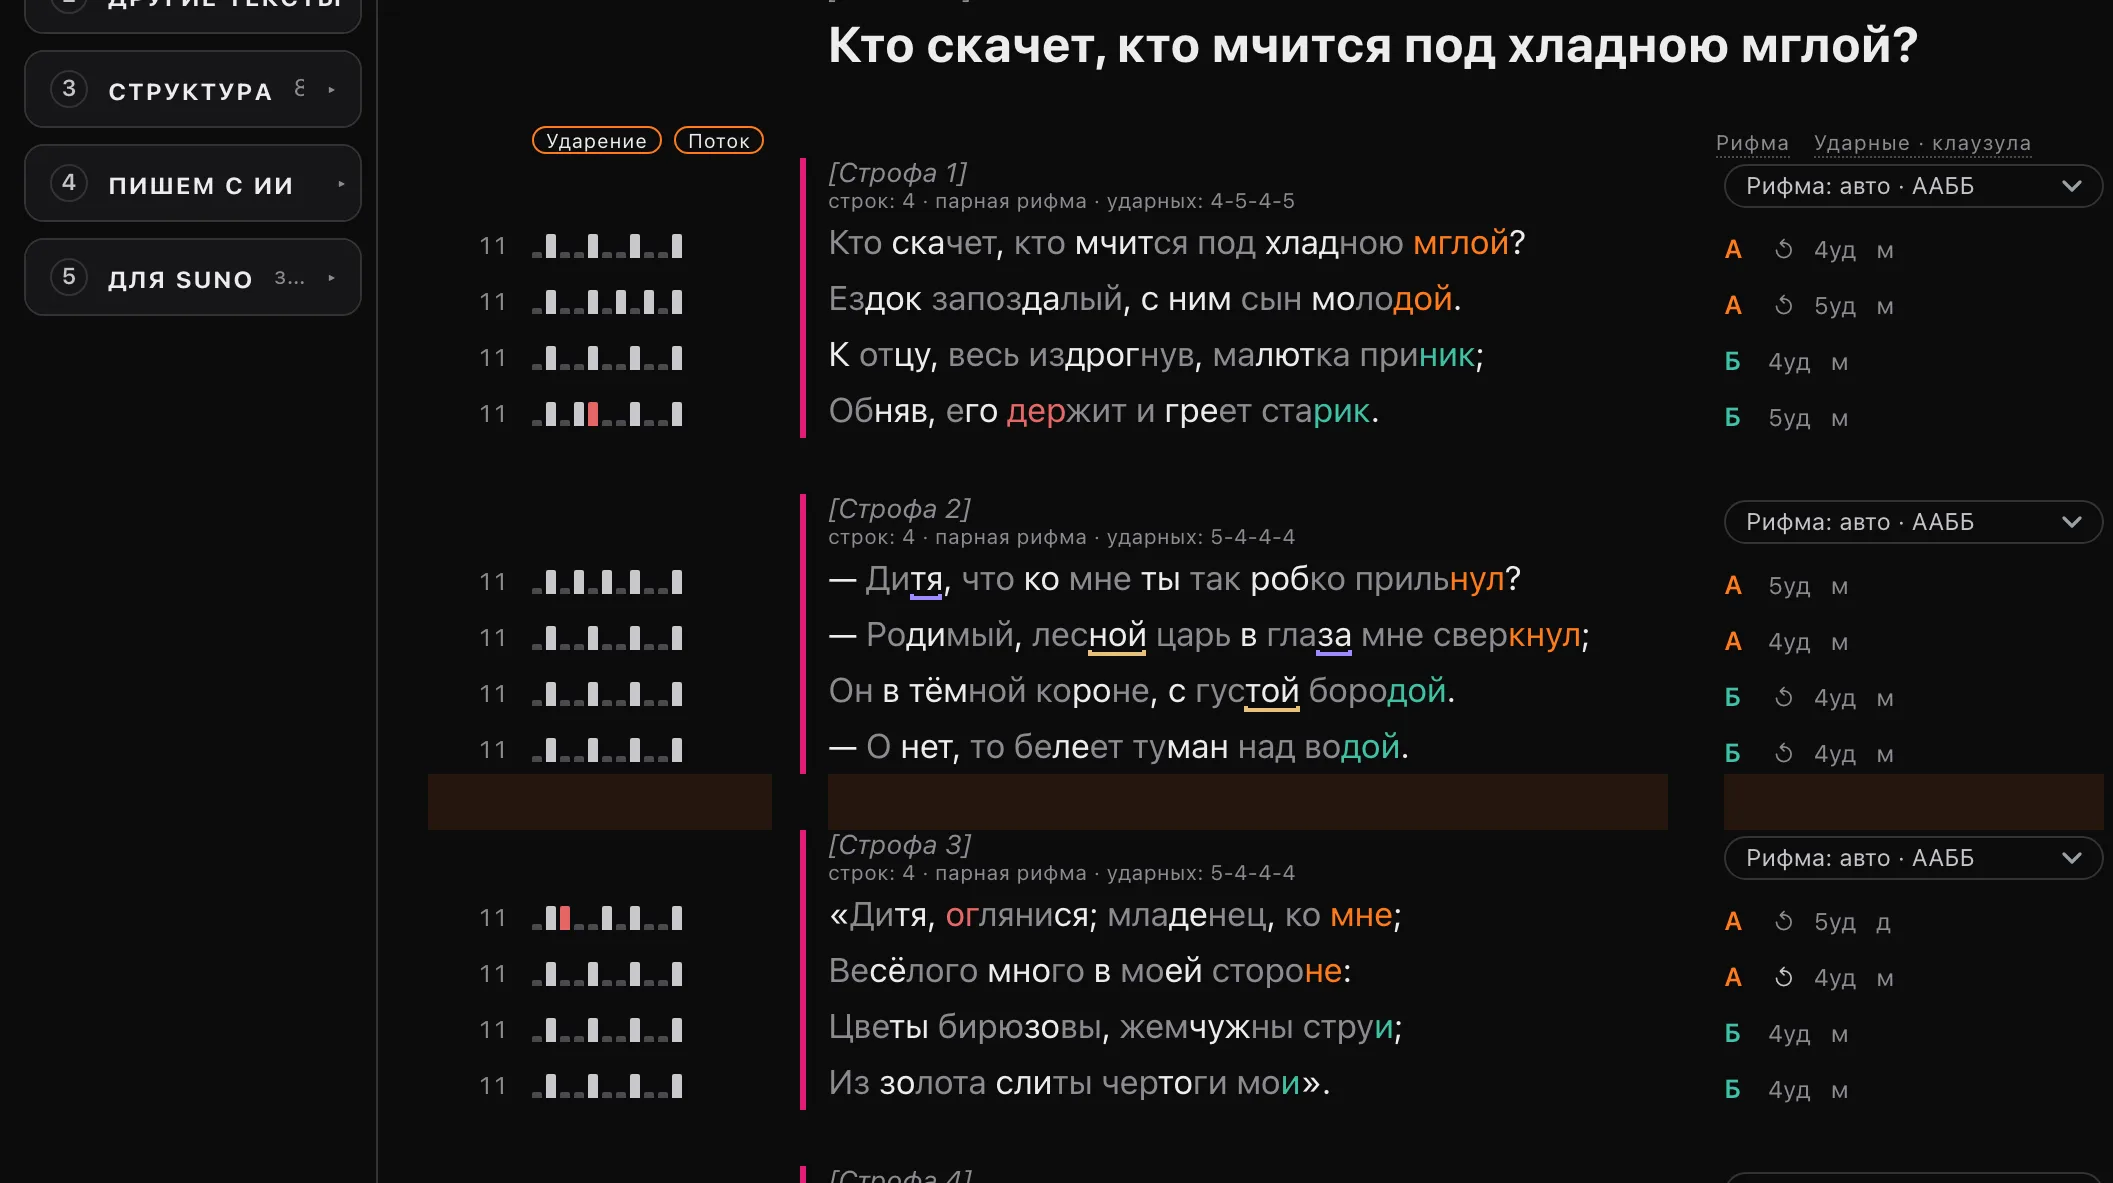 ДРУГИЕ ТЕКСТЫ
3 СТРУКТУРА 8
4 ПИШЕМ С ИИ
5 ДЛЯ SUNO з...
Кто скачет, кто мчится под хладною мглой?
Ударение Поток
Рифма Ударные · клаузула
[Строфа 1]
строк: 4 · парная рифма · ударных: 4-5-4-5
Рифма: авто · ААББ
11 Кто скачет, кто мчится под хладною мглой? А 4уд м
11 Ездок запоздалый, с ним сын молодой. А 5уд м
11 К отцу, весь издрогнув, малютка приник; Б 4уд м
11 Обняв, его держит и греет старик. Б 5уд м
[Строфа 2]
строк: 4 · парная рифма · ударных: 5-4-4-4
Рифма: авто · ААББ
11 — Дитя, что ко мне ты так робко прильнул? А 5уд м
11 — Родимый, лесной царь в глаза мне сверкнул; А 4уд м
11 Он в тёмной короне, с густой бородой. Б 4уд м
11 — О нет, то белеет туман над водой. Б 4уд м
[Строфа 3]
строк: 4 · парная рифма · ударных: 5-4-4-4
Рифма: авто · ААББ
11 «Дитя, оглянися; младенец, ко мне; А 5уд д
11 Весёлого много в моей стороне: А 4уд м
11 Цветы бирюзовы, жемчужны струи; Б 4уд м
11 Из золота слиты чертоги мои». Б 4уд м
[Строфа 4]